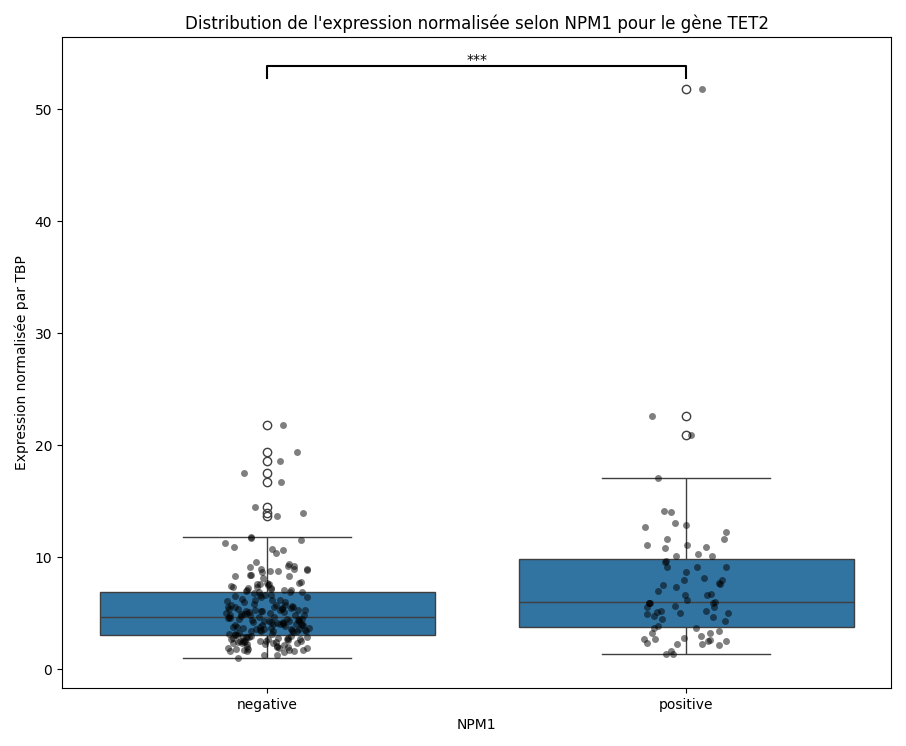 Distribution de l'expression normalisée selon NPM1 pour le gène TET2
***
Expression normalisée par TBP
50
40
30
20
10
0
negative positive
NPM1